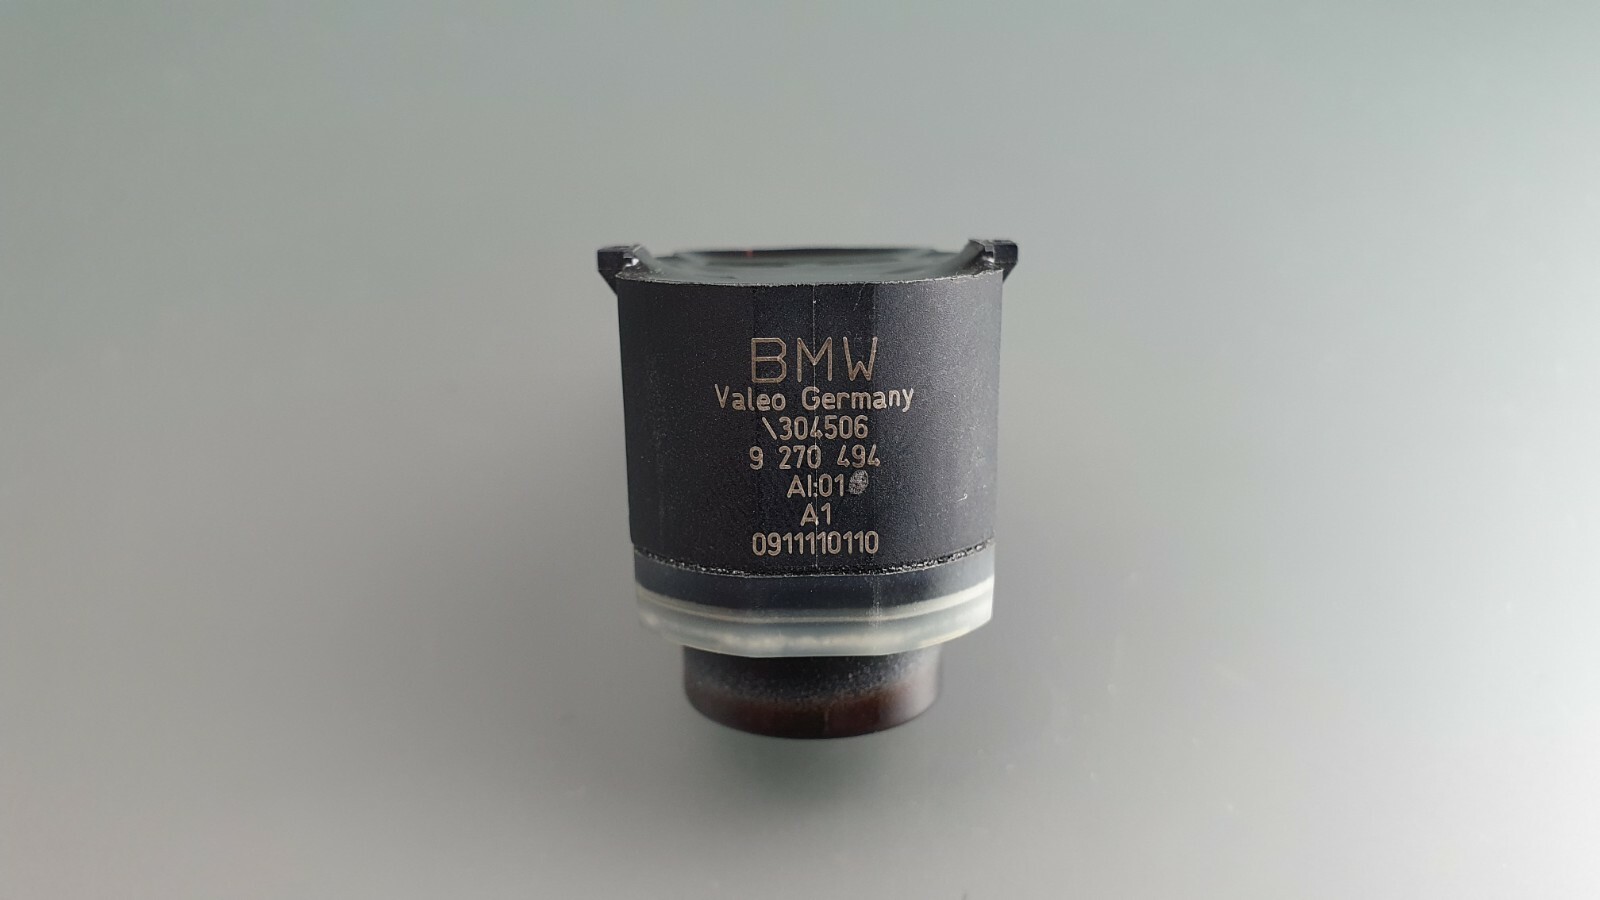 BMW
Valeo Germany
\304506
9 270 494
AI:01
A1
0911110110